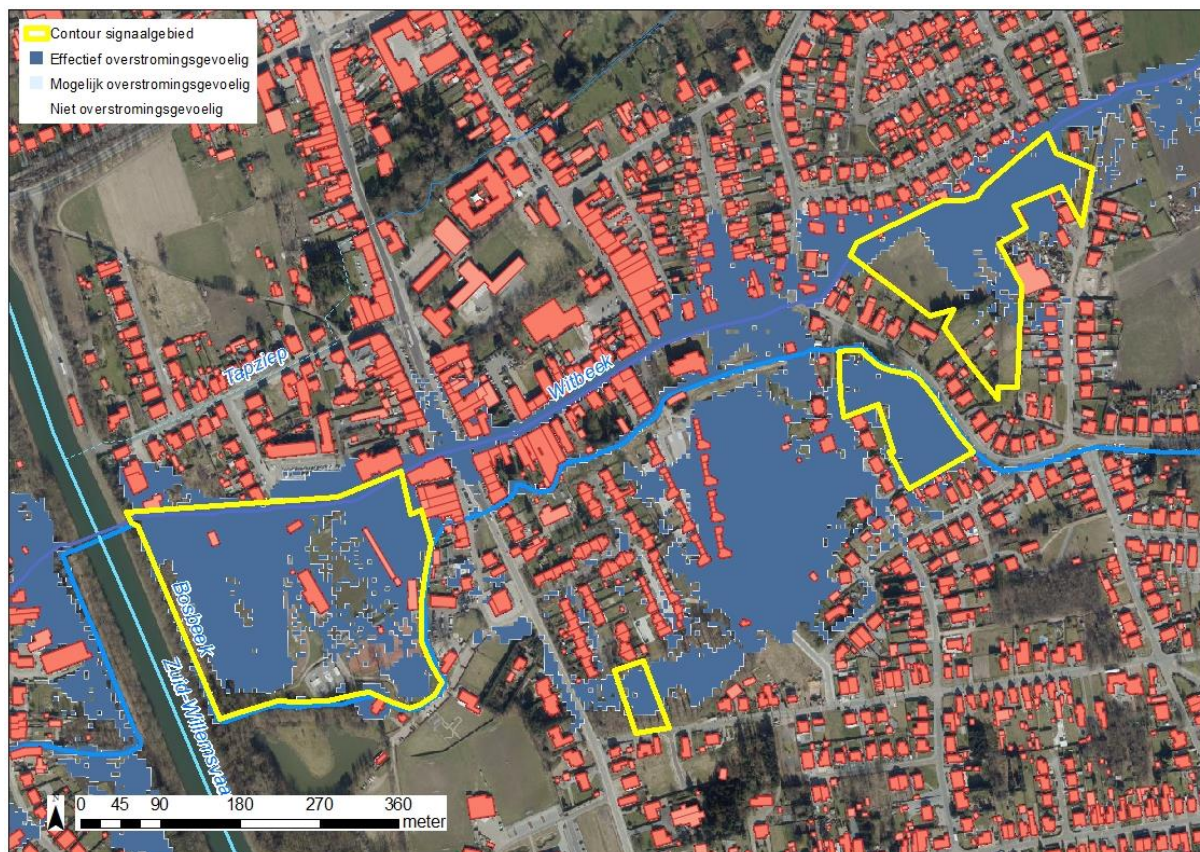 Contour signaalgebied
Effectief overstromingsgevoelig
Mogelijk overstromingsgevoelig
Niet overstromingsgevoelig
Tapziep
Witbeek
Bosbeek
Zuid-Willemsvaa
0 45 90 180 270 360
meter